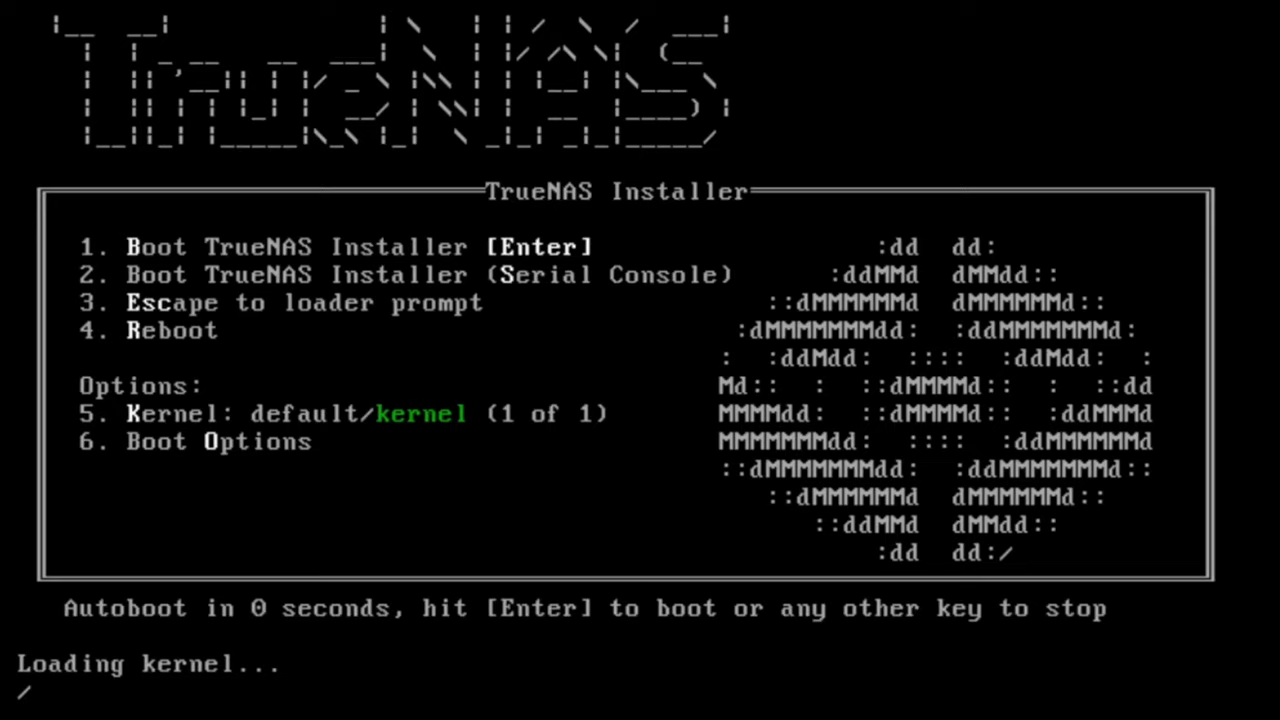 TrueNAS
TrueNAS Installer
1. Boot TrueNAS Installer [Enter]
2. Boot TrueNAS Installer (Serial Console)
3. Escape to loader prompt
4. Reboot
Options:
5. Kernel: default/kernel (1 of 1)
6. Boot Options
Autoboot in 0 seconds, hit [Enter] to boot or any other key to stop
Loading kernel...
/